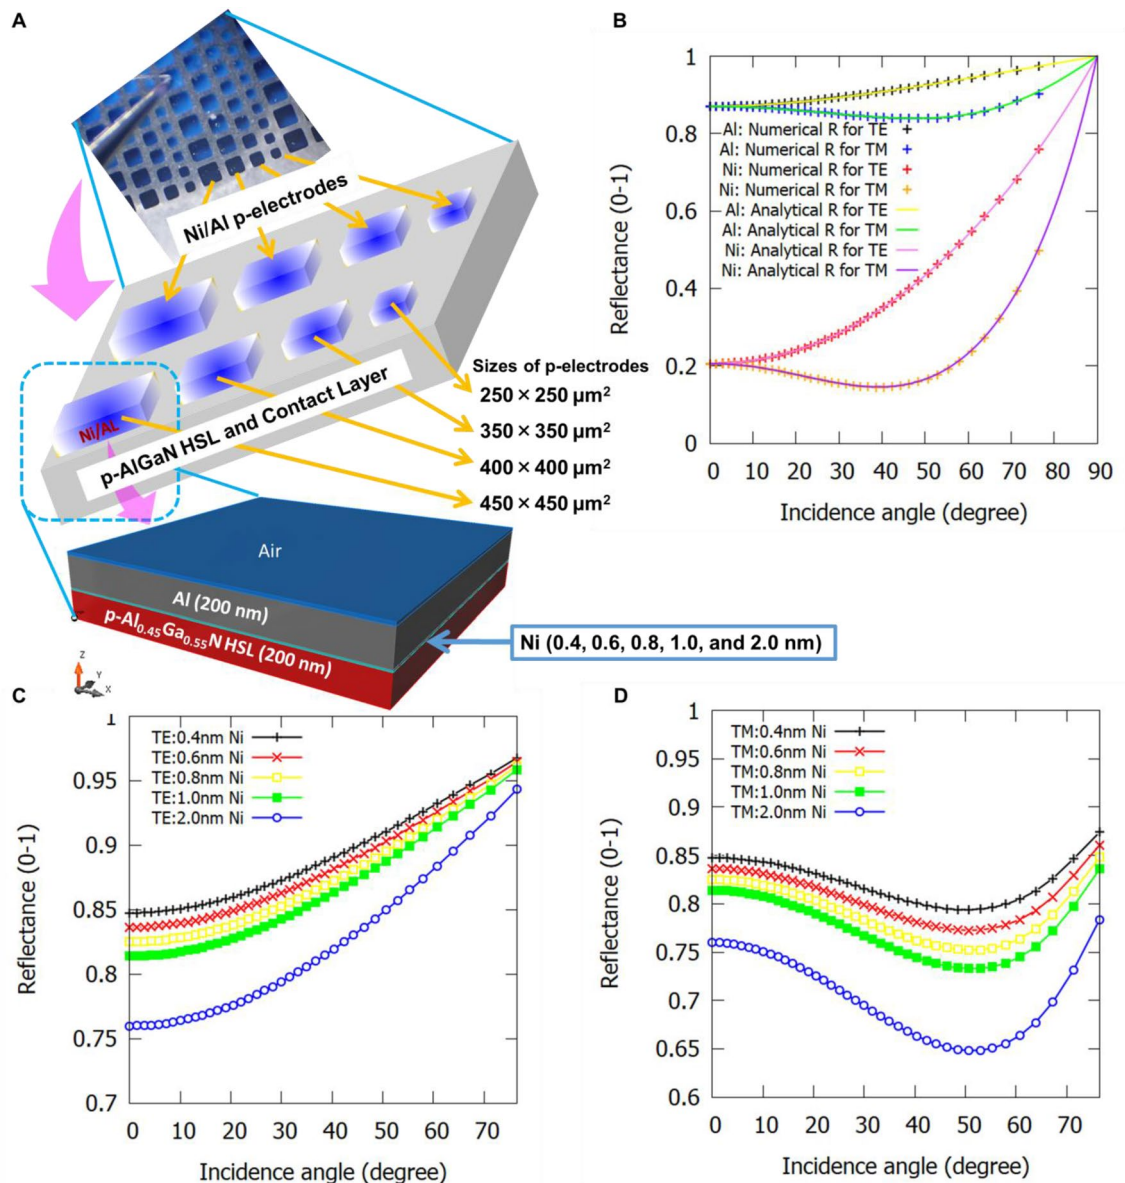 A
Ni/Al p-electrodes
Ni/AL
p-AlGaN HSL and Contact Layer
Sizes of p-electrodes
250 × 250 µm²
350 × 350 µm²
400 × 400 µm²
450 × 450 µm²
Air
Al (200 nm)
p-Al0.45Ga0.55N HSL (200 nm)
Ni (0.4, 0.6, 0.8, 1.0, and 2.0 nm)
Z
Y
X
B
Reflectance (0-1)
1
0.8
0.6
0.4
0.2
0
Al: Numerical R for TE
Al: Numerical R for TM
Ni: Numerical R for TE
Ni: Numerical R for TM
Al: Analytical R for TE
Al: Analytical R for TM
Ni: Analytical R for TE
Ni: Analytical R for TM
0 10 20 30 40 50 60 70 80 90
Incidence angle (degree)
C
Reflectance (0-1)
1
0.95
0.9
0.85
0.8
0.75
0.7
TE:0.4nm Ni
TE:0.6nm Ni
TE:0.8nm Ni
TE:1.0nm Ni
TE:2.0nm Ni
0 10 20 30 40 50 60 70
Incidence angle (degree)
D
Reflectance (0-1)
1
0.95
0.9
0.85
0.8
0.75
0.7
0.65
0.6
TM:0.4nm Ni
TM:0.6nm Ni
TM:0.8nm Ni
TM:1.0nm Ni
TM:2.0nm Ni
0 10 20 30 40 50 60 70
Incidence angle (degree)